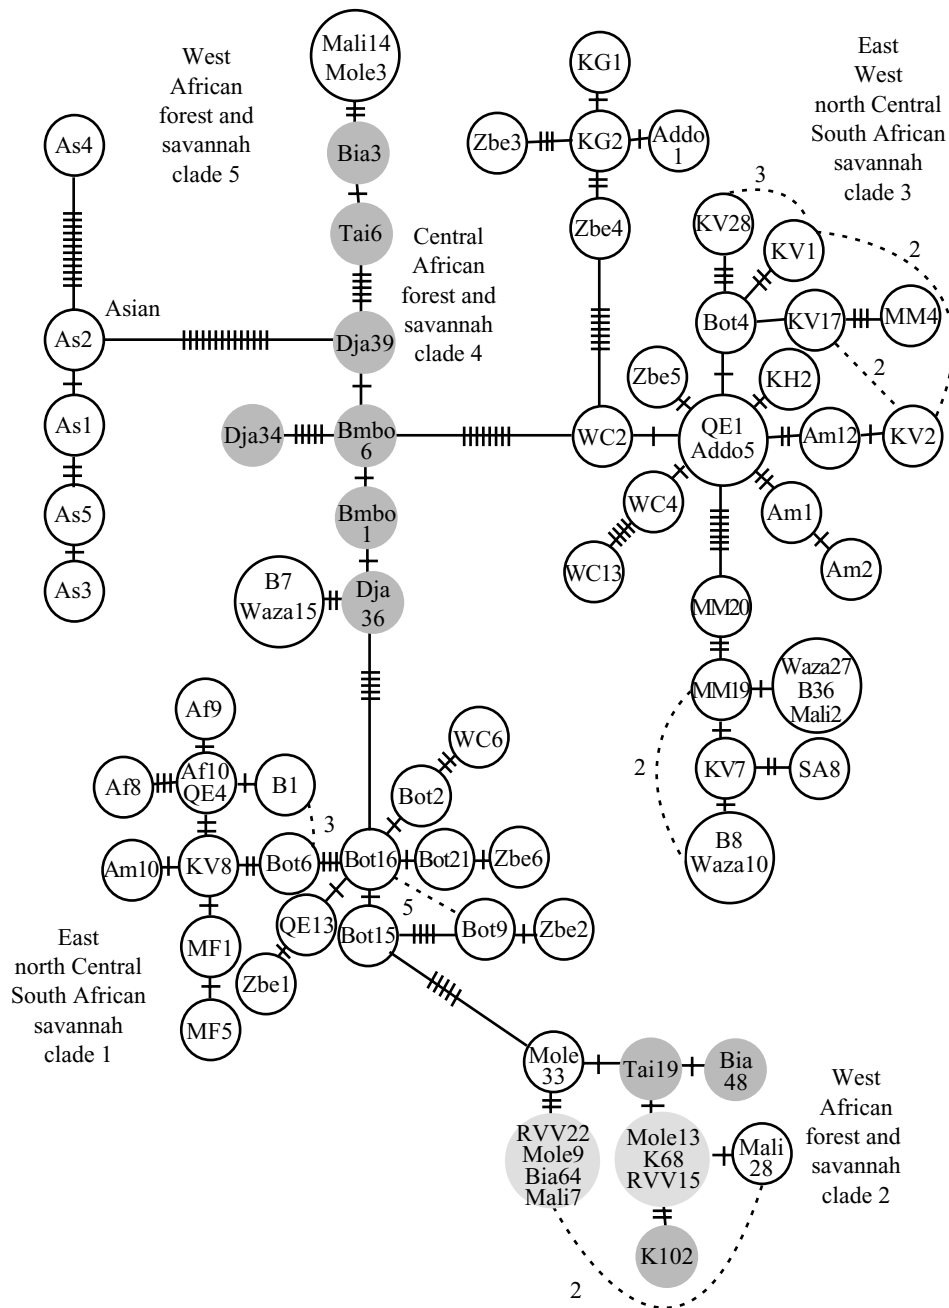 West
African
forest and
savannah
clade 5
Mali14
Mole3
KG1
East
West
north Central
South African
savannah
clade 3
As4
Bia3
Zbe3
KG2
Addo
1
3
KV28
Tai6
Central
African
forest and
savannah
clade 4
Zbe4
KV1
2
Asian
As2
Dja39
Bot4
KV17
MM4
2
Zbe5
KH2
As1
Dja34
Bmbo
6
WC2
QE1
Addo5
Am12
KV2
As5
Bmbo
1
WC4
Am1
As3
B7
Waza15
Dja
36
WC13
Am2
MM20
MM19
Waza27
B36
Mali2
Af9
WC6
2
KV7
SA8
Af8
Af10
QE4
B1
Bot2
3
B8
Waza10
Am10
KV8
Bot6
Bot16
Bot21
Zbe6
5
QE13
Bot15
Bot9
Zbe2
East
north Central
South African
savannah
clade 1
MF1
Zbe1
MF5
Mole
33
Tai19
Bia
48
West
African
forest and
savannah
clade 2
RVV22
Mole9
Bia64
Mali7
Mole13
K68
RVV15
Mali
28
K102
2